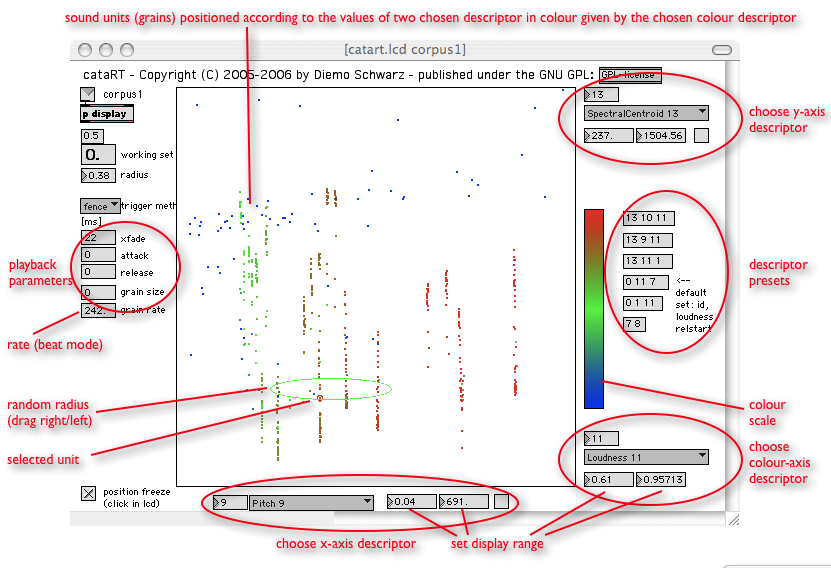 sound units (grains) positioned according to the values of two chosen descriptor in colour given by the chosen colour descriptor
[catart.lcd corpus1]
cataRT - Copyright (C) 2005-2006 by Diemo Schwarz - published under the GNU GPL: GPL-license
corpus1
p display
0.5
0. working set
0.38 radius
fence trigger meth
[ms]
22 xfade
0 attack
0 release
0 grain size
242. grain rate
playback
parameters
rate (beat mode)
random radius
(drag right/left)
selected unit
position freeze
(click in lcd)
13
SpectralCentroid 13
237. 1504.56
choose y-axis
descriptor
13 10 11
13 9 11
13 11 1
0 11 7
0 1 11
7 8
<--
default
set: id,
loudness
relstart
descriptor
presets
colour
scale
11
Loudness 11
0.61 0.95713
choose
colour-axis
descriptor
9 Pitch 9 0.04 691.
choose x-axis descriptor
set display range